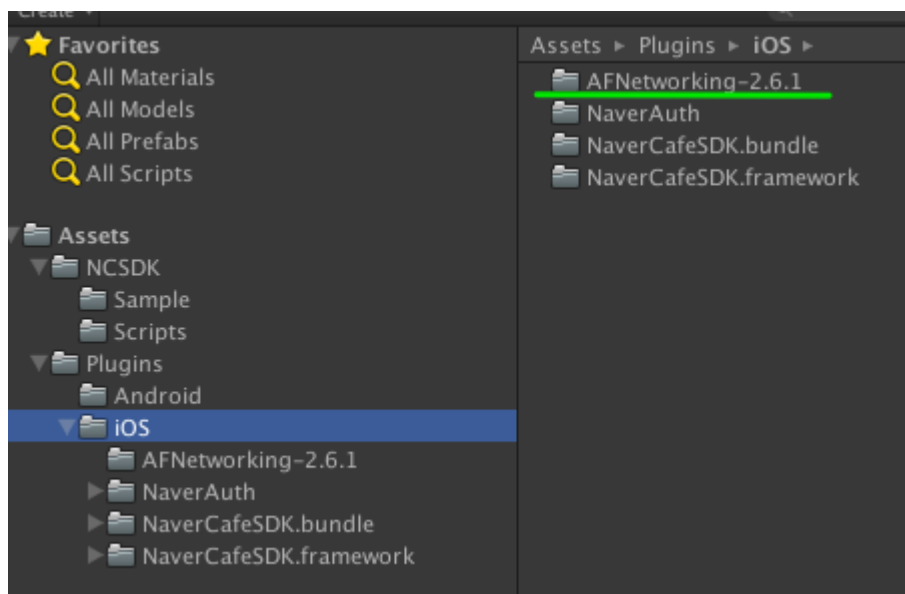 Create
Favorites
All Materials
All Models
All Prefabs
All Scripts
Assets
NCSDK
Sample
Scripts
Plugins
Android
iOS
AFNetworking-2.6.1
NaverAuth
NaverCafeSDK.bundle
NaverCafeSDK.framework
Assets ▸ Plugins ▸ iOS ▸
AFNetworking-2.6.1
NaverAuth
NaverCafeSDK.bundle
NaverCafeSDK.framework